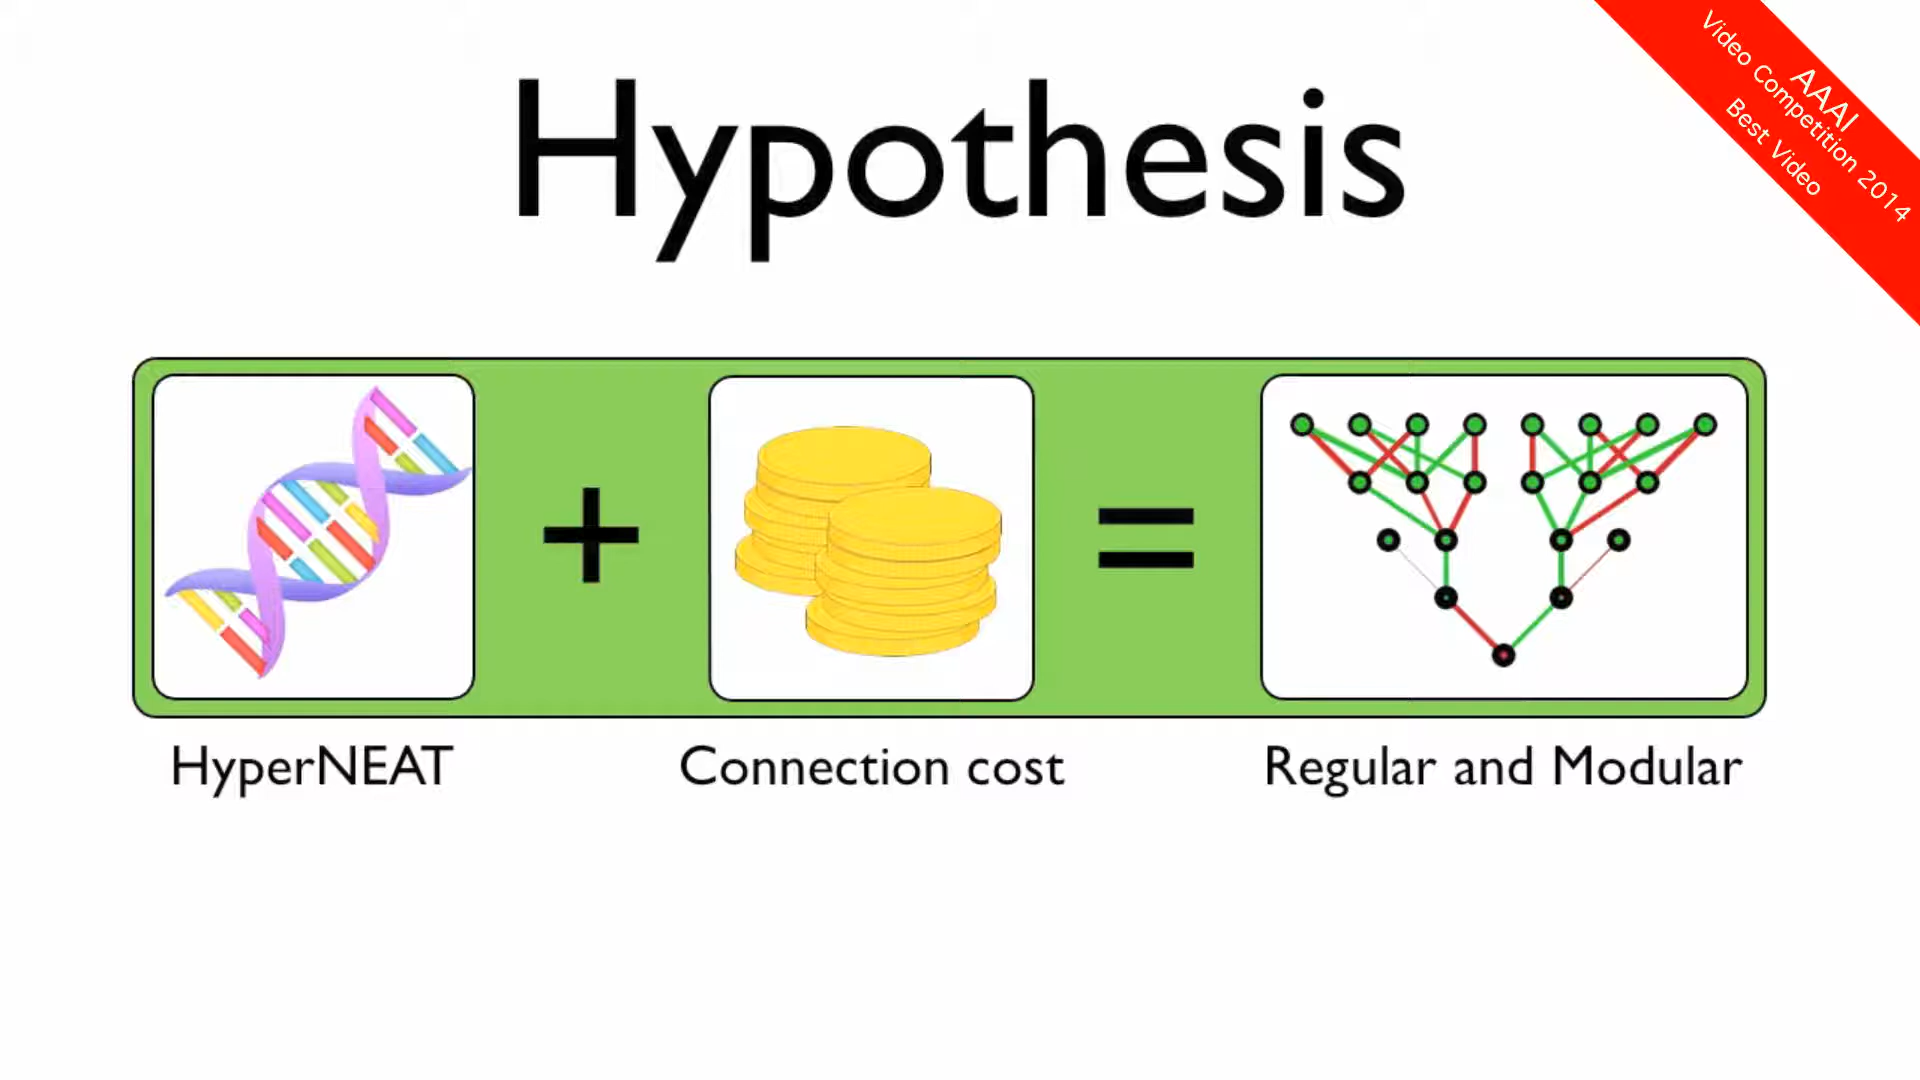 Hypothesis
AAAI
Video Competition 2014
Best Video
+
=
HyperNEAT
Connection cost
Regular and Modular